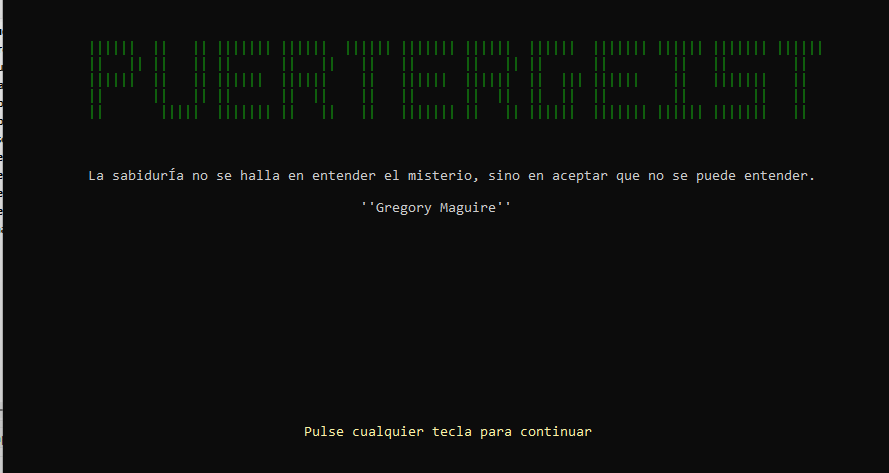 PUERTERGEIST
La sabidurÍa no se halla en entender el misterio, sino en aceptar que no se puede entender.
''Gregory Maguire''
Pulse cualquier tecla para continuar